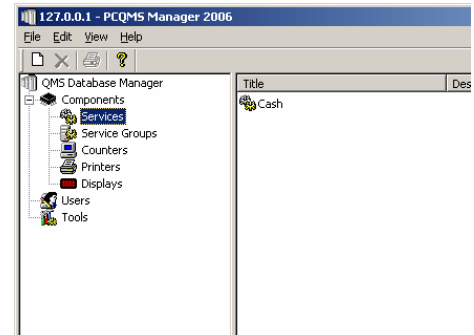 127.0.0.1 - PCQMS Manager 2006
File Edit View Help
QMS Database Manager
Components
Services
Service Groups
Counters
Printers
Displays
Users
Tools
Title Des
Cash